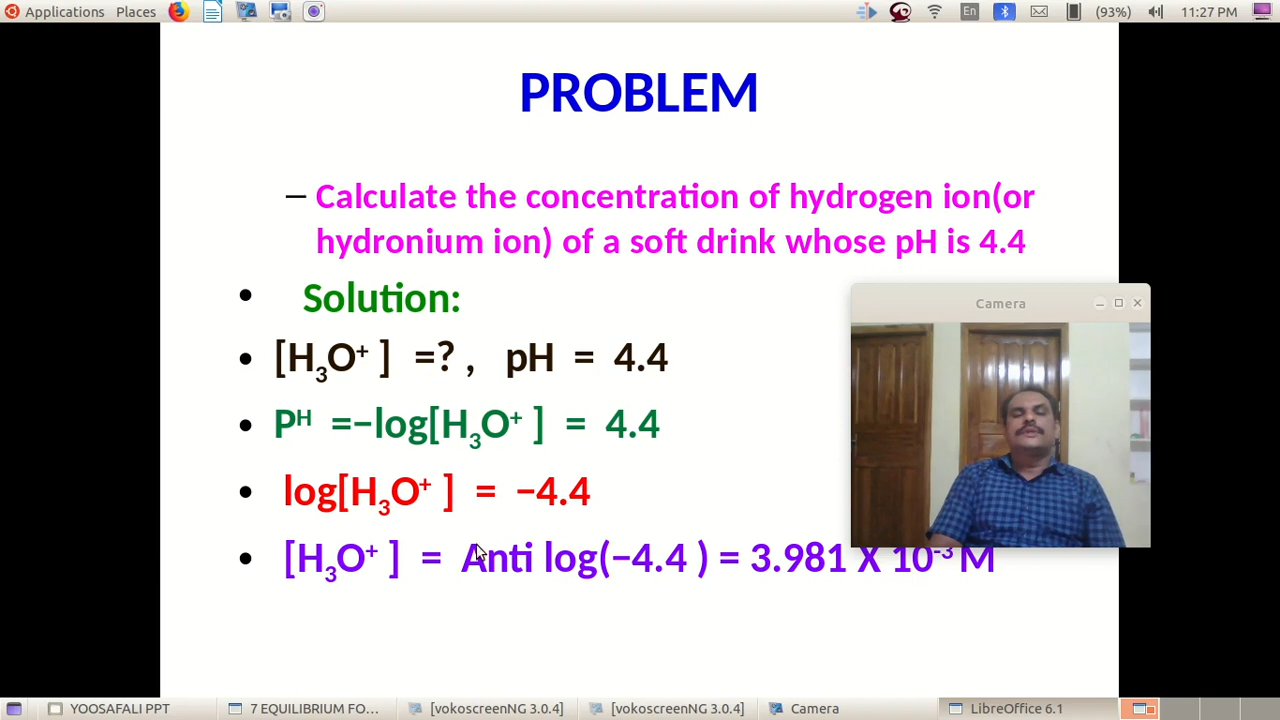 Applications Places En (93%) 11:27 PM
PROBLEM
– Calculate the concentration of hydrogen ion(or
hydronium ion) of a soft drink whose pH is 4.4
• Solution:
• [H₃O⁺ ] =? , pH = 4.4
Camera
• Pᴴ =−log[H₃O⁺ ] = 4.4
• log[H₃O⁺ ] = −4.4
• [H₃O⁺ ] = Anti log(−4.4 ) = 3.981 X 10 M
YOOSAFALI PPT 7 EQUILIBRIUM FO... [vokoscreenNG 3.0.4] [vokoscreenNG 3.0.4] Camera LibreOffice 6.1